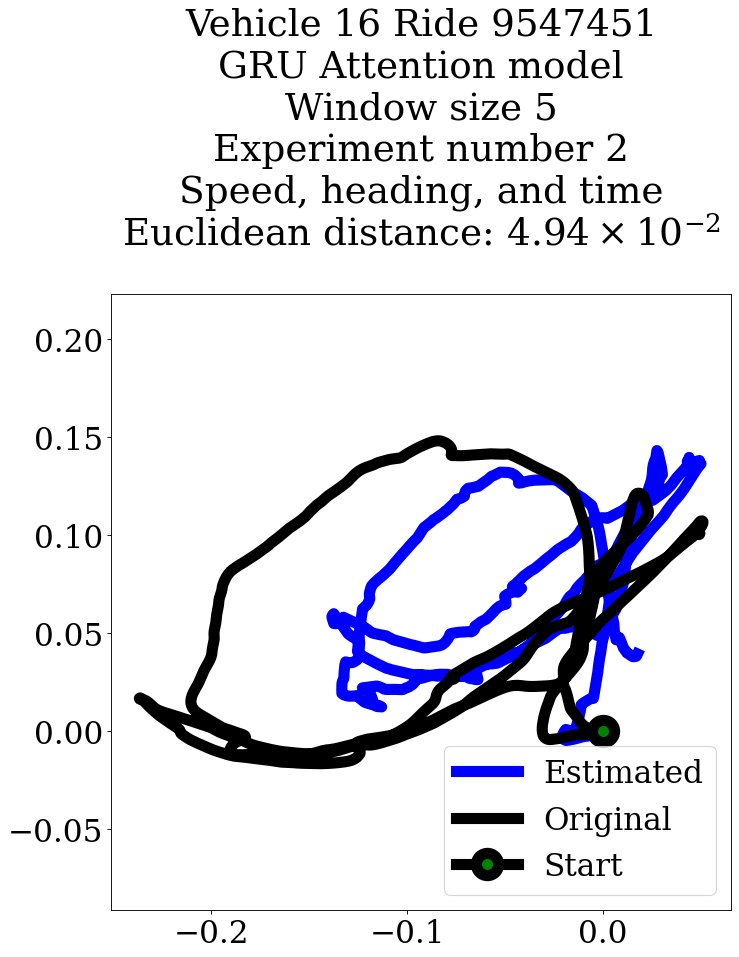 Vehicle 16 Ride 9547451
GRU Attention model
Window size 5
Experiment number 2
Speed, heading, and time
Euclidean distance: 4.94 × 10⁻²
0.20
0.15
0.10
0.05
0.00
−0.05
Estimated
Original
Start
−0.2 −0.1 0.0